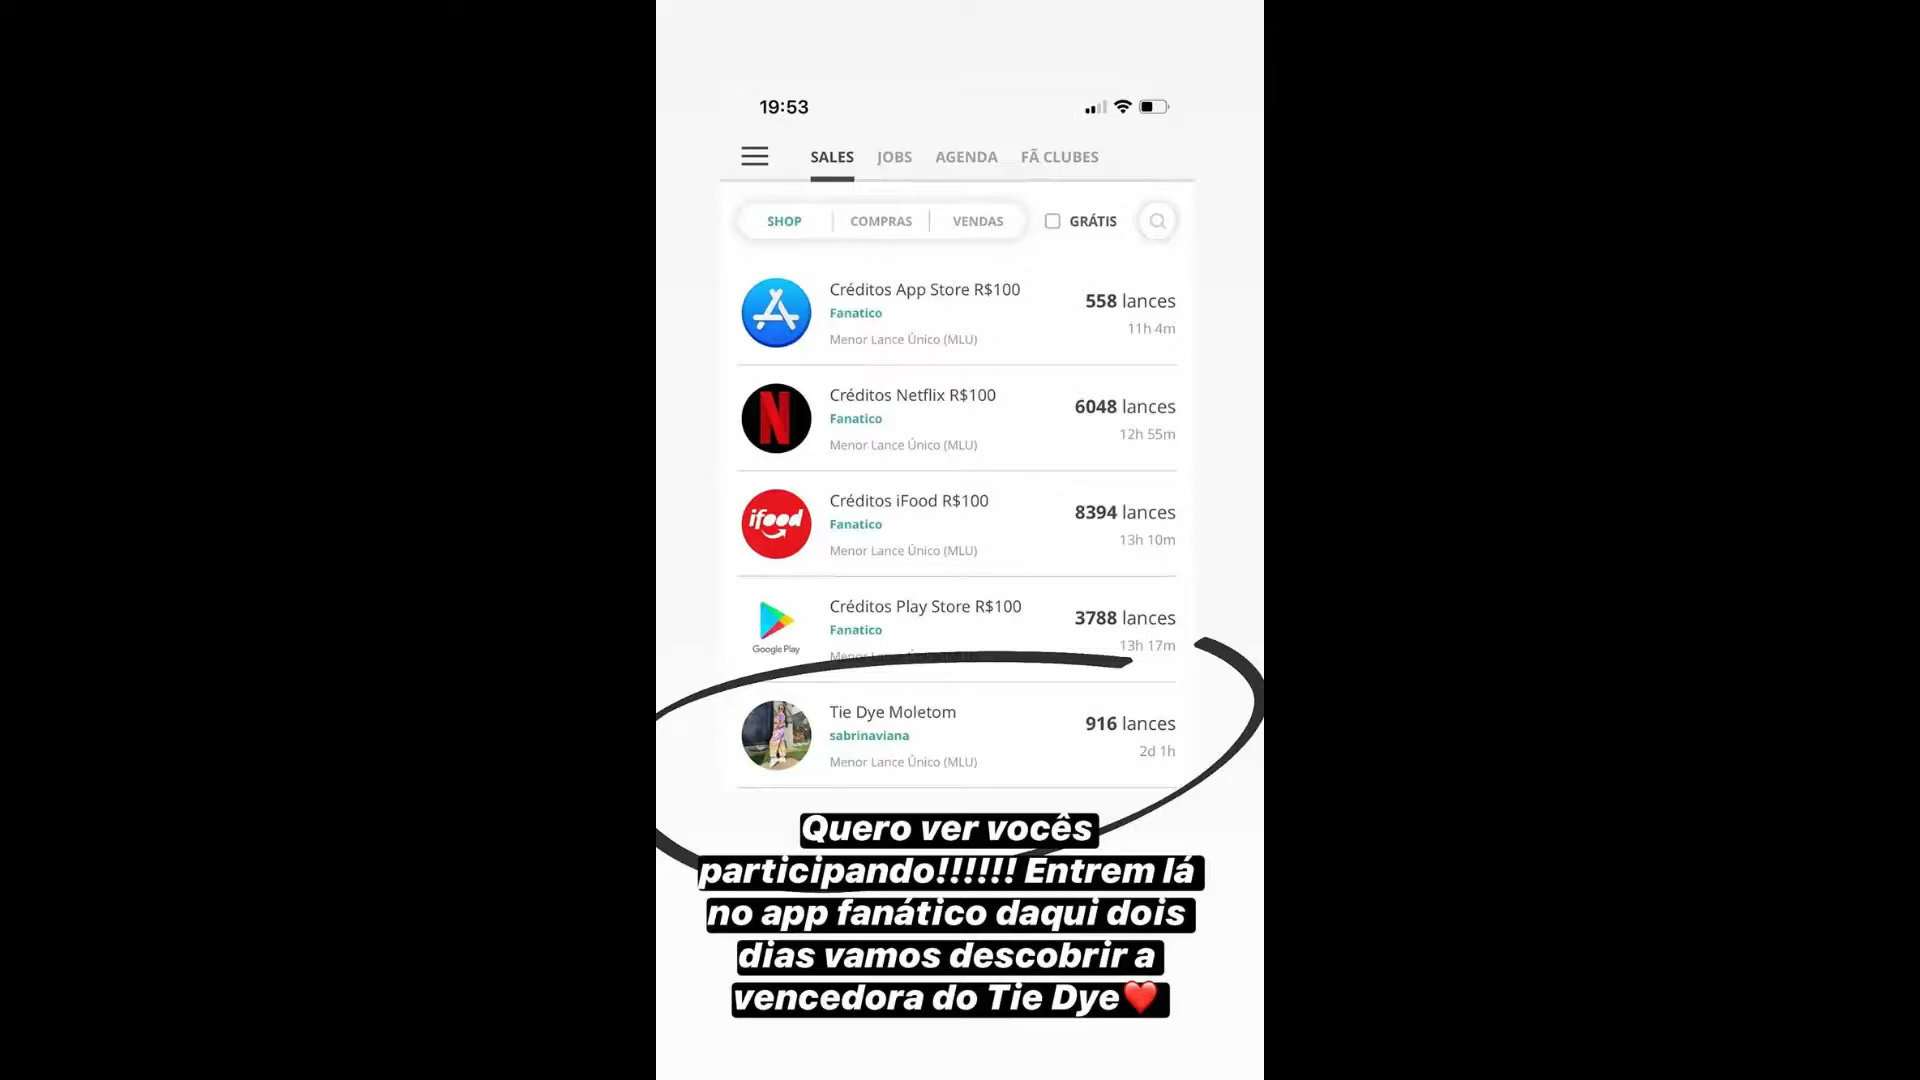 19:53
SALES JOBS AGENDA FÃ CLUBES
SHOP COMPRAS VENDAS GRÁTIS
Créditos App Store R$100
558 lances
Fanatico
11h 4m
Menor Lance Único (MLU)
Créditos Netflix R$100
6048 lances
Fanatico
12h 55m
Menor Lance Único (MLU)
ifood
Créditos iFood R$100
8394 lances
Fanatico
13h 10m
Menor Lance Único (MLU)
Créditos Play Store R$100
3788 lances
Fanatico
13h 17m
Google Play
Menor Lance Único (MLU)
Tie Dye Moletom
916 lances
sabrinaviana
2d 1h
Menor Lance Único (MLU)
Quero ver vocês
participando!!!!!! Entrem lá
no app fanático daqui dois
dias vamos descobrir a
vencedora do Tie Dye❤️